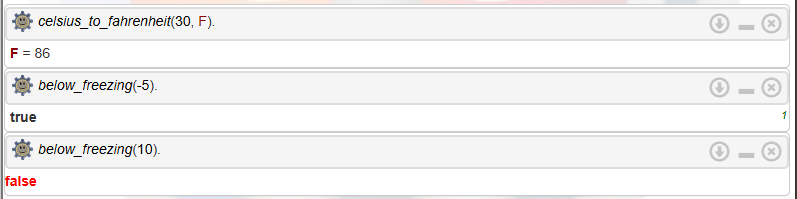 celsius_to_fahrenheit(30, F).
F = 86
below_freezing(-5).
true 1
below_freezing(10).
false